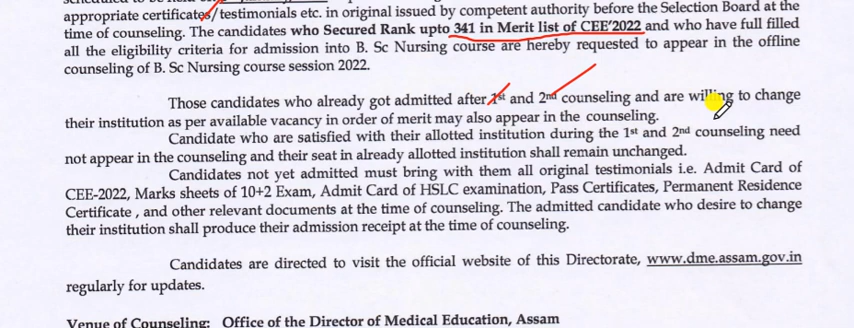 appropriate certificates/testimonials etc. in original issued by competent authority before the Selection Board at the
time of counseling. The candidates who Secured Rank upto 341 in Merit list of CEE'2022 and who have full filled
all the eligibility criteria for admission into B. Sc Nursing course are hereby requested to appear in the offline
counseling of B. Sc Nursing course session 2022.
Those candidates who already got admitted after 1st and 2nd counseling and are willing to change
their institution as per available vacancy in order of merit may also appear in the counseling.
Candidate who are satisfied with their allotted institution during the 1st and 2nd counseling need
not appear in the counseling and their seat in already allotted institution shall remain unchanged.
Candidates not yet admitted must bring with them all original testimonials i.e. Admit Card of
CEE-2022, Marks sheets of 10+2 Exam, Admit Card of HSLC examination, Pass Certificates, Permanent Residence
Certificate , and other relevant documents at the time of counseling. The admitted candidate who desire to change
their institution shall produce their admission receipt at the time of counseling.
Candidates are directed to visit the official website of this Directorate, www.dme.assam.gov.in
regularly for updates.
Venue of Counseling: Office of the Director of Medical Education, Assam